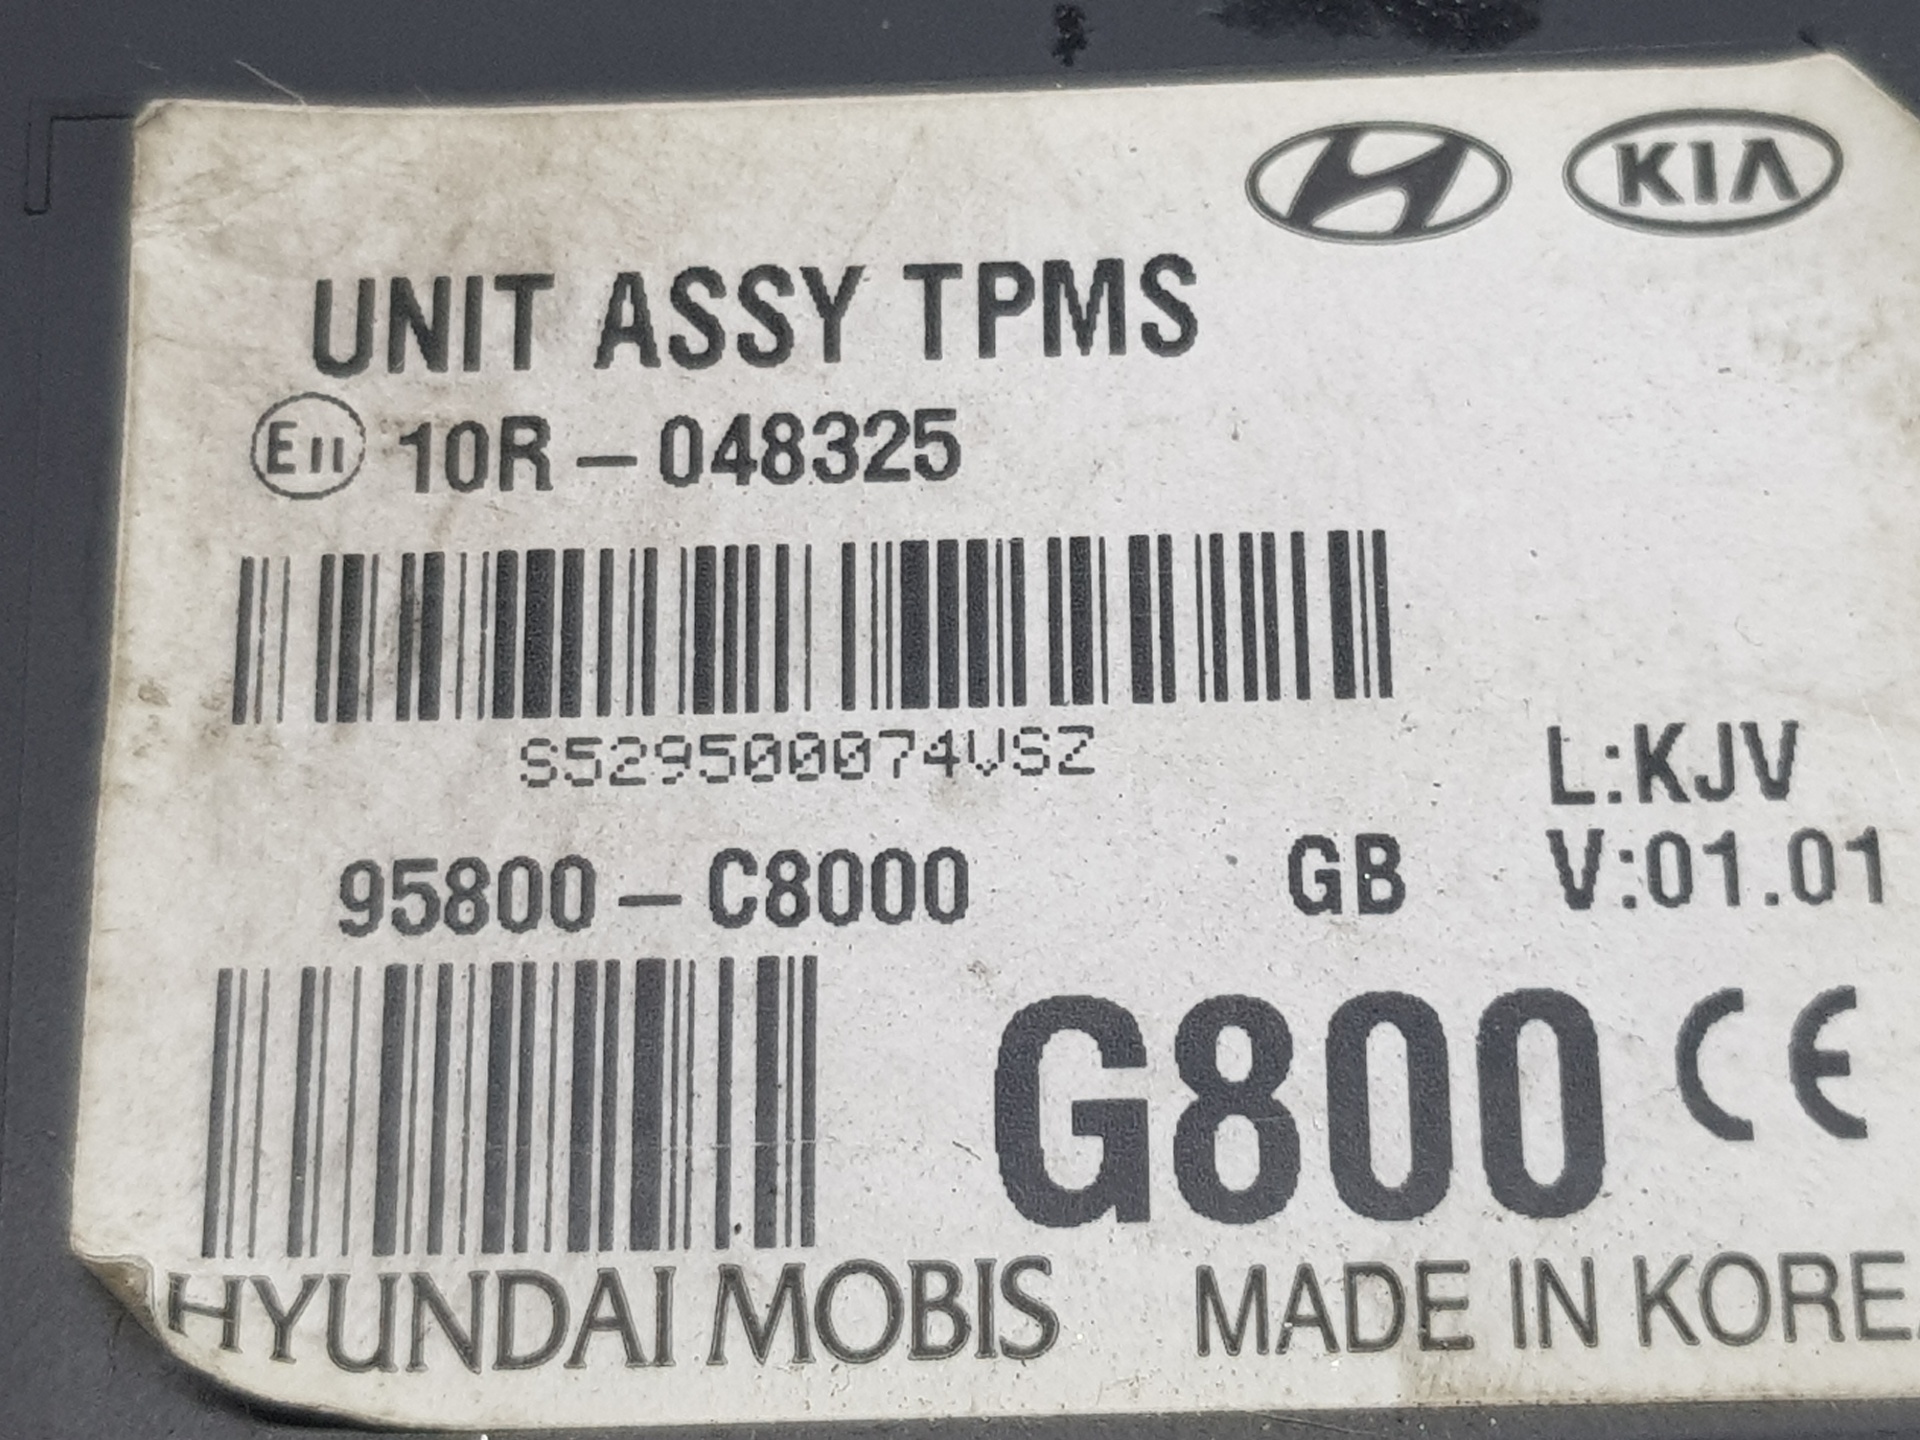 KIA
UNIT ASSY TPMS
E11 10R-048325
S529500074VSZ
L:KJV
95800-C8000 GB V:01.01
G800 CE
HYUNDAI MOBIS MADE IN KOREA